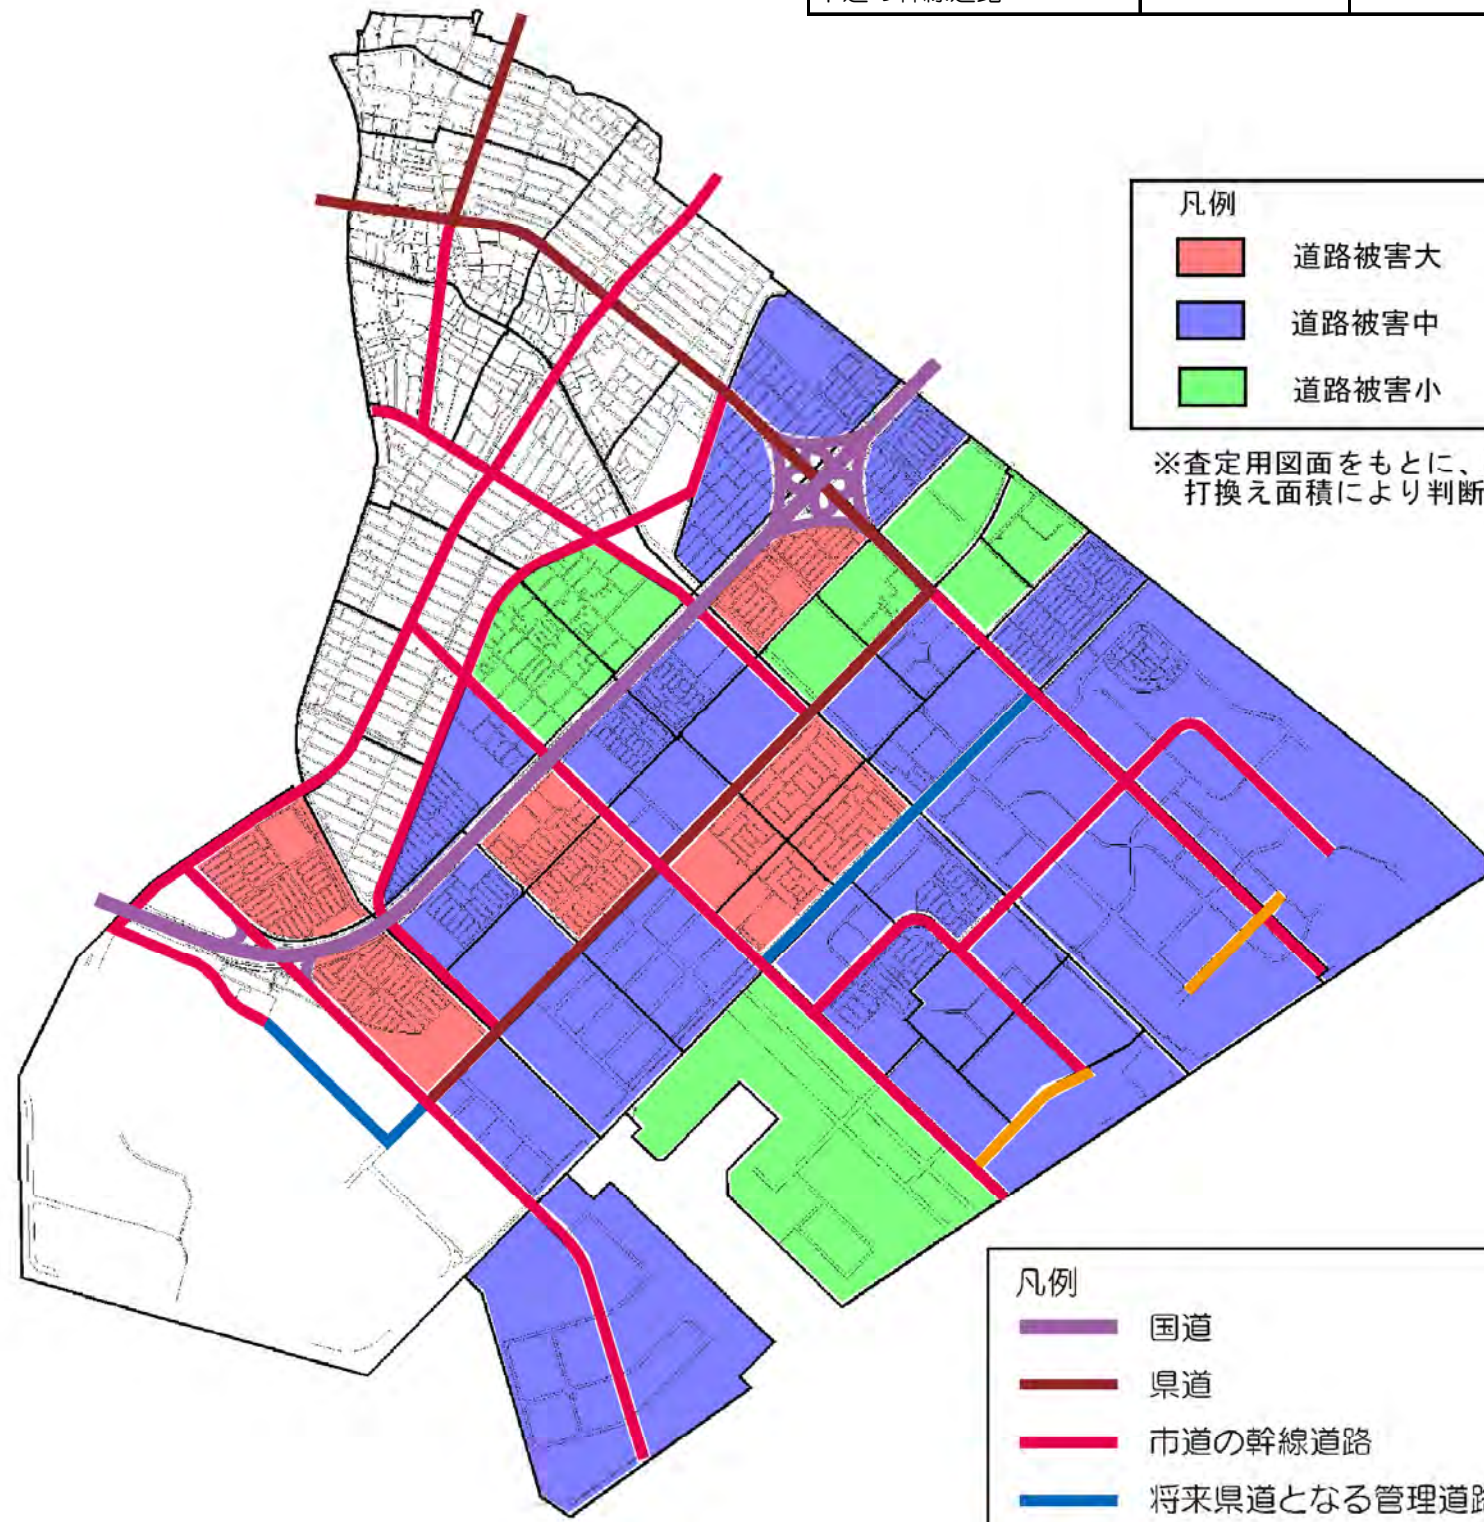 凡例
道路被害大
道路被害中
道路被害小
※査定用図面をもとに、
打換え面積により判断
凡例
国道
県道
市道の幹線道路
将来県道となる管理道路